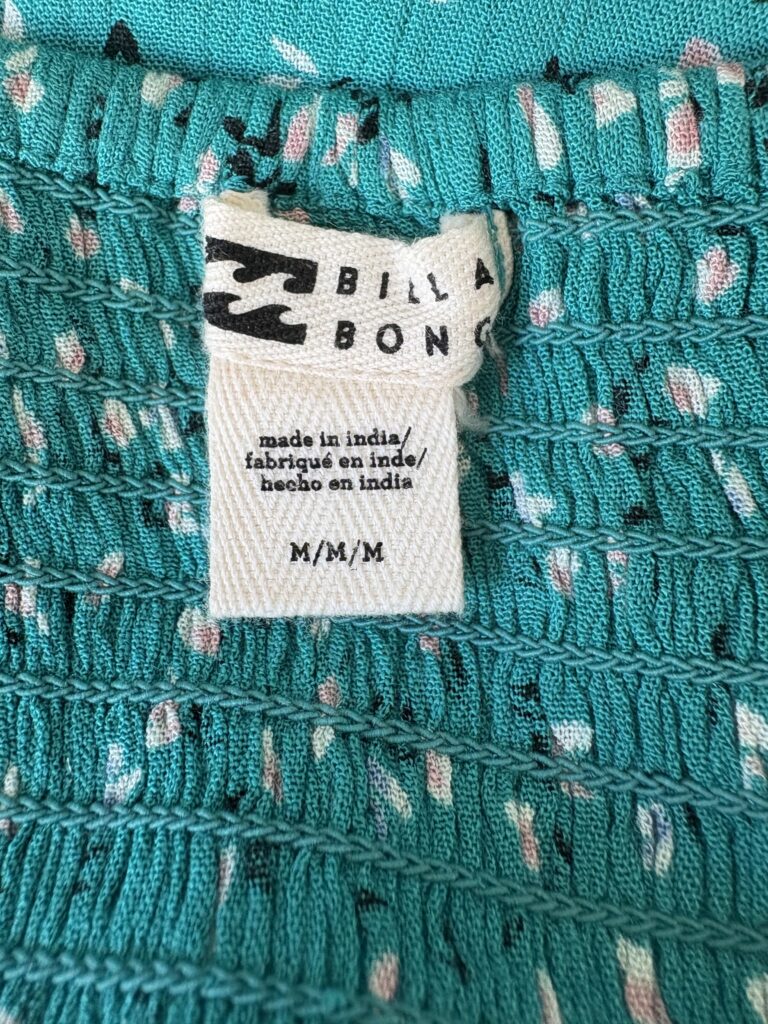 BILLA
BONG
made in india/
fabriqué en inde/
hecho en india
M/M/M